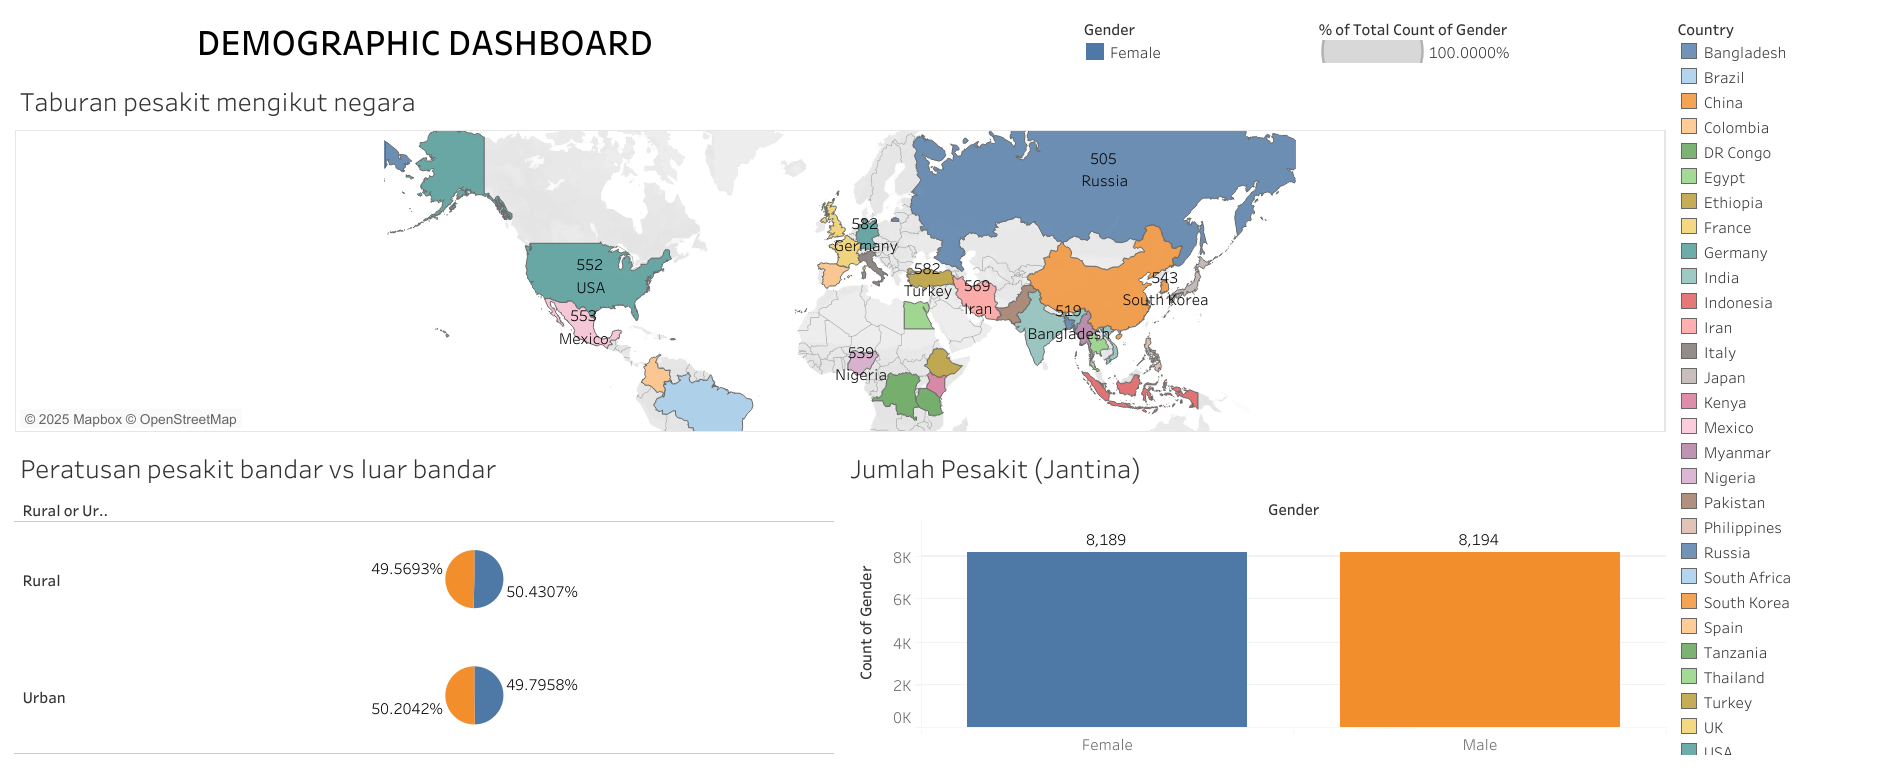 DEMOGRAPHIC DASHBOARD
Gender
Female
% of Total Count of Gender
100.0000%
Taburan pesakit mengikut negara
505
Russia
582
Germany
552
USA
582
Turkey
569
Iran
543
South Korea
553
Mexico
519
Bangladesh
539
Nigeria
© 2025 Mapbox © OpenStreetMap
Peratusan pesakit bandar vs luar bandar
Rural or Ur..
Rural
49.5693%
50.4307%
Urban
49.7958%
50.2042%
Jumlah Pesakit (Jantina)
Gender
Count of Gender
8K
6K
4K
2K
0K
8,189
8,194
Female
Male
Country
Bangladesh
Brazil
China
Colombia
DR Congo
Egypt
Ethiopia
France
Germany
India
Indonesia
Iran
Italy
Japan
Kenya
Mexico
Myanmar
Nigeria
Pakistan
Philippines
Russia
South Africa
South Korea
Spain
Tanzania
Thailand
Turkey
UK
USA